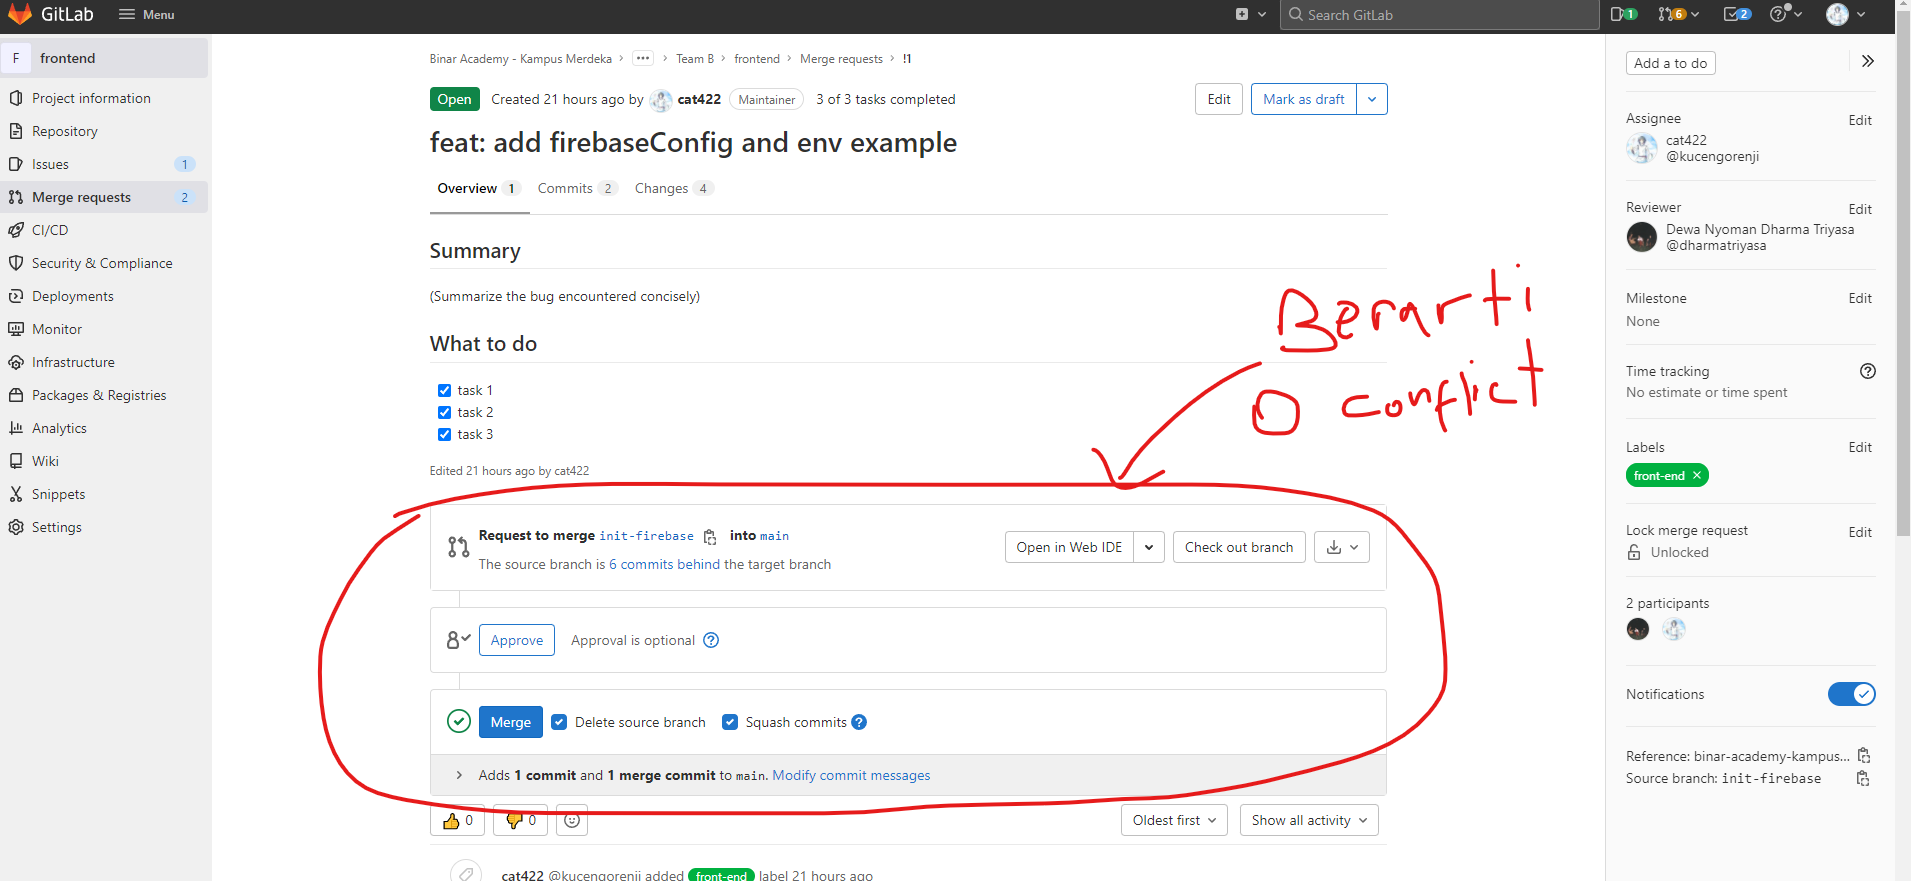 GitLab
Menu
Search GitLab
1
6
2
F frontend
Project information
Repository
Issues 1
Merge requests 2
CI/CD
Security & Compliance
Deployments
Monitor
Infrastructure
Packages & Registries
Analytics
Wiki
Snippets
Settings
Binar Academy - Kampus Merdeka > ••• > Team B > frontend > Merge requests > !1
Open Created 21 hours ago by cat422 Maintainer 3 of 3 tasks completed
Edit
Mark as draft
feat: add firebaseConfig and env example
Overview 1 Commits 2 Changes 4
Summary
(Summarize the bug encountered concisely)
What to do
task 1
task 2
task 3
Edited 21 hours ago by cat422
Berarti
0 conflict
Request to merge init-firebase into main
The source branch is 6 commits behind the target branch
Open in Web IDE
Check out branch
Approve Approval is optional
Merge Delete source branch Squash commits
Adds 1 commit and 1 merge commit to main. Modify commit messages
0 0
Oldest first
Show all activity
cat422 @kucengorenji added front-end label 21 hours ago
Add a to do
Assignee Edit
cat422
@kucengorenji
Reviewer Edit
Dewa Nyoman Dharma Triyasa
@dharmatriyasa
Milestone Edit
None
Time tracking
No estimate or time spent
Labels Edit
front-end
Lock merge request Edit
Unlocked
2 participants
Notifications
Reference: binar-academy-kampus...
Source branch: init-firebase